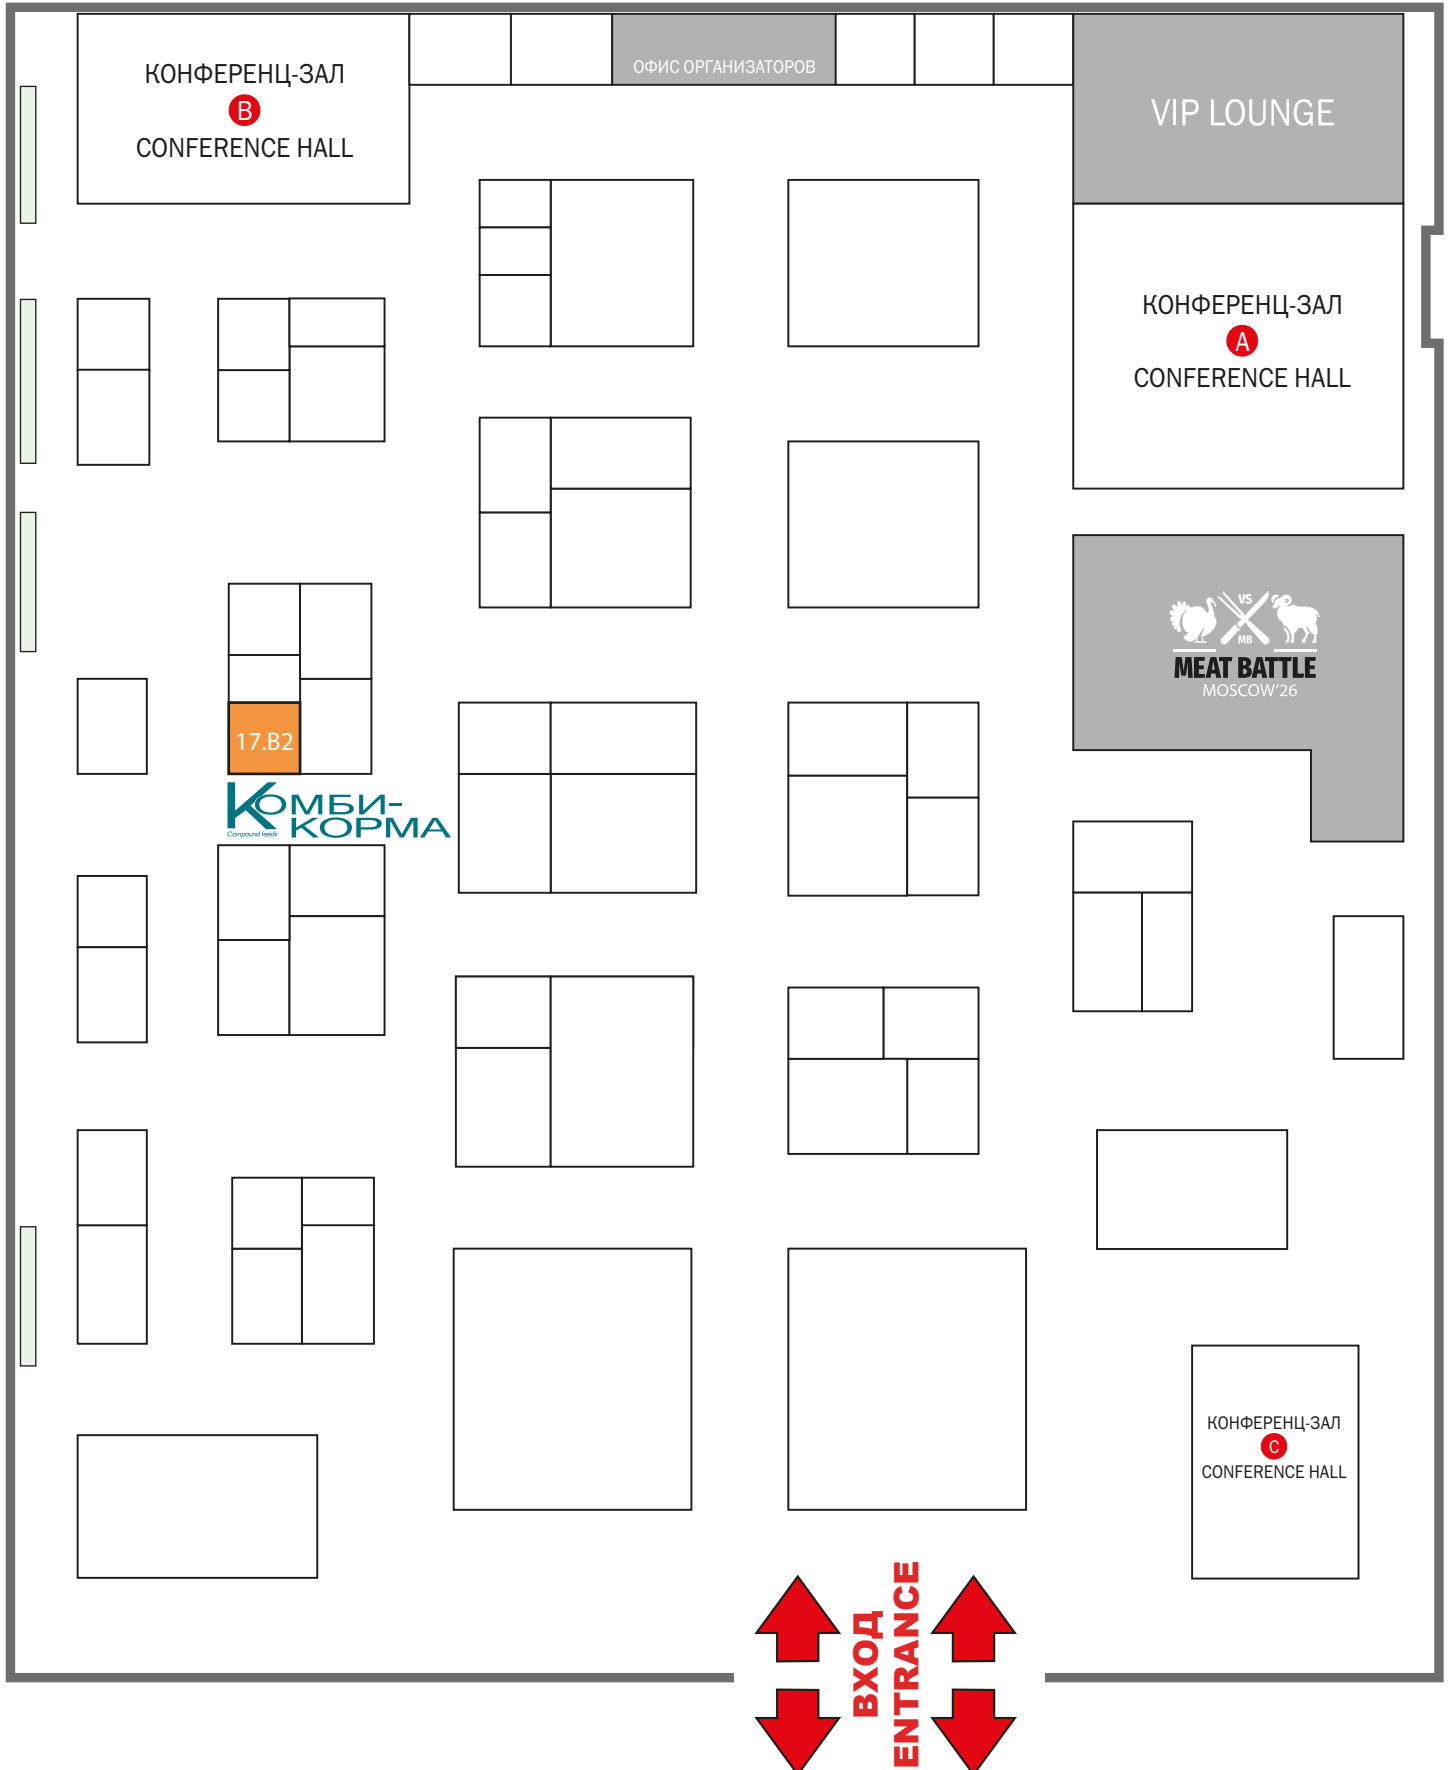 ОФИС ОРГАНИЗАТОРОВ
КОНФЕРЕНЦ-ЗАЛ
B
CONFERENCE HALL
VIP LOUNGE
КОНФЕРЕНЦ-ЗАЛ
A
CONFERENCE HALL
VS
MB
MEAT BATTLE
MOSCOW'26
17.B2
КОМБИ-
КОРМА
Compound feeds
КОНФЕРЕНЦ-ЗАЛ
C
CONFERENCE HALL
ВХОД
ENTRANCE